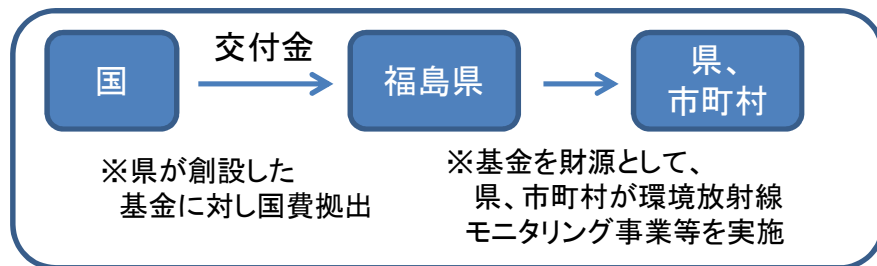 交付金
国
福島県
県、
市町村
※県が創設した
基金に対し国費拠出
※基金を財源として、
県、市町村が環境放射線
モニタリング事業等を実施